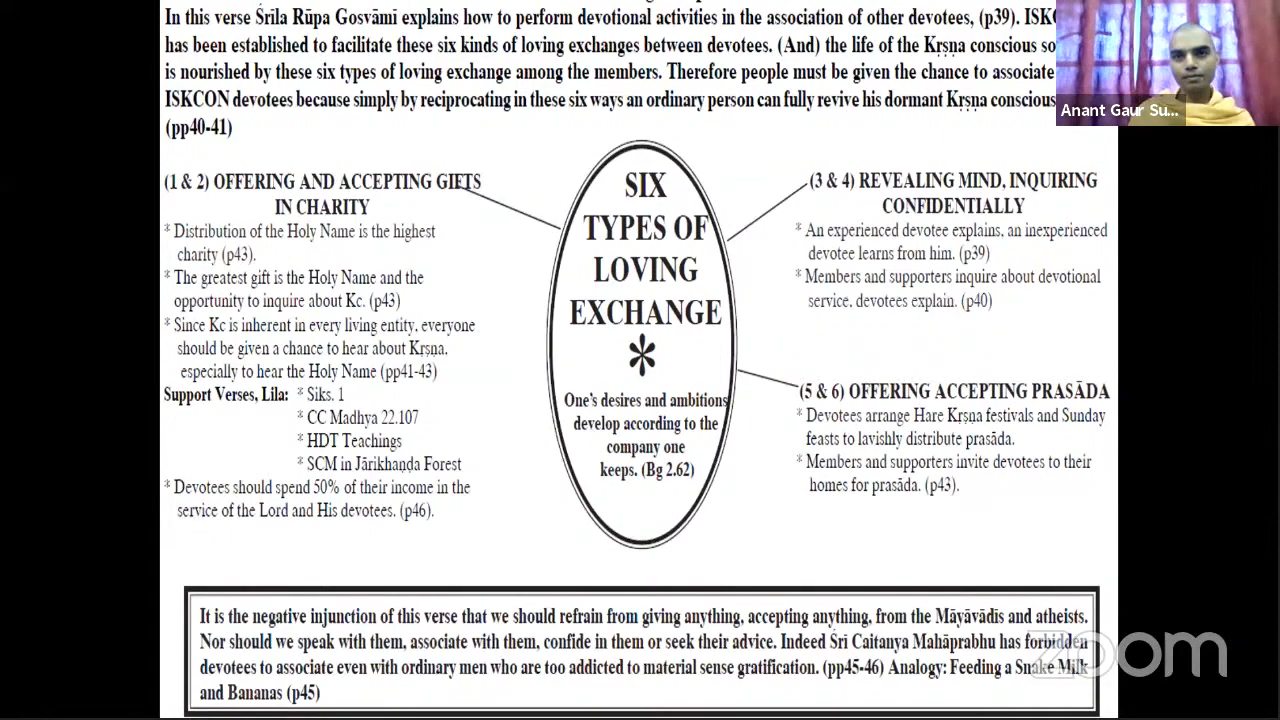 In this verse Śrīla Rūpa Gosvāmī explains how to perform devotional activities in the association of other devotees, (p39).
has been established to facilitate these six kinds of loving exchanges between devotees. (And) the life of the Kṛṣṇa conscious
is nourished by these six types of loving exchange among the members. Therefore people must be given the chance to associate
ISKCON devotees because simply by reciprocating in these six ways an ordinary person can fully revive his dormant Kṛṣṇa
(pp40-41)
Anant Gaur Su...
(1 & 2) OFFERING AND ACCEPTING GIFTS
IN CHARITY
* Distribution of the Holy Name is the highest
charity (p43).
* The greatest gift is the Holy Name and the
opportunity to inquire about Kc. (p43)
* Since Kc is inherent in every living entity, everyone
should be given a chance to hear about Kṛṣṇa.
especially to hear the Holy Name (pp41-43)
Support Verses, Lila: * Siks. 1
* CC Madhya 22.107
* HDT Teachings
* SCM in Jārikhaṇḍa Forest
* Devotees should spend 50% of their income in the
service of the Lord and His devotees. (p46).
SIX
TYPES OF
LOVING
EXCHANGE
*
One's desires and ambitions
develop according to the
company one
keeps. (Bg 2.62)
(3 & 4) REVEALING MIND, INQUIRING
CONFIDENTIALLY
* An experienced devotee explains, an inexperienced
devotee learns from him. (p39)
* Members and supporters inquire about devotional
service, devotees explain. (p40)
(5 & 6) OFFERING ACCEPTING PRASĀDA
* Devotees arrange Hare Kṛṣṇa festivals and Sunday
feasts to lavishly distribute prasāda.
* Members and supporters invite devotees to their
homes for prasāda. (p43).
It is the negative injunction of this verse that we should refrain from giving anything, accepting anything, from the Māyāvādīs and atheists.
Nor should we speak with them, associate with them, confide in them or seek their advice. Indeed Śrī Caitanya Mahāprabhu has forbidden
devotees to associate even with ordinary men who are too addicted to material sense gratification. (pp45-46) Analogy: Feeding a Snake Milk
and Bananas (p45)
zoom